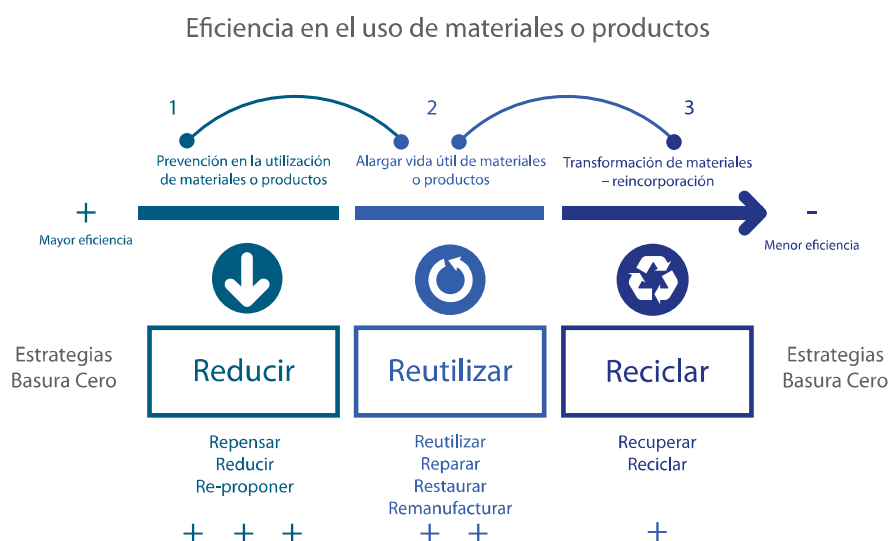 Eficiencia en el uso de materiales o productos
1
2
3
Prevención en la utilización
de materiales o productos
Alargar vida útil de materiales
o productos
Transformación de materiales
– reincorporación
+
Mayor eficiencia
-
Menor eficiencia
Estrategias
Basura Cero
Reducir
Reutilizar
Reciclar
Estrategias
Basura Cero
Repensar
Reducir
Re-proponer
Reutilizar
Reparar
Restaurar
Remanufacturar
Recuperar
Reciclar
+ + +
+ +
+